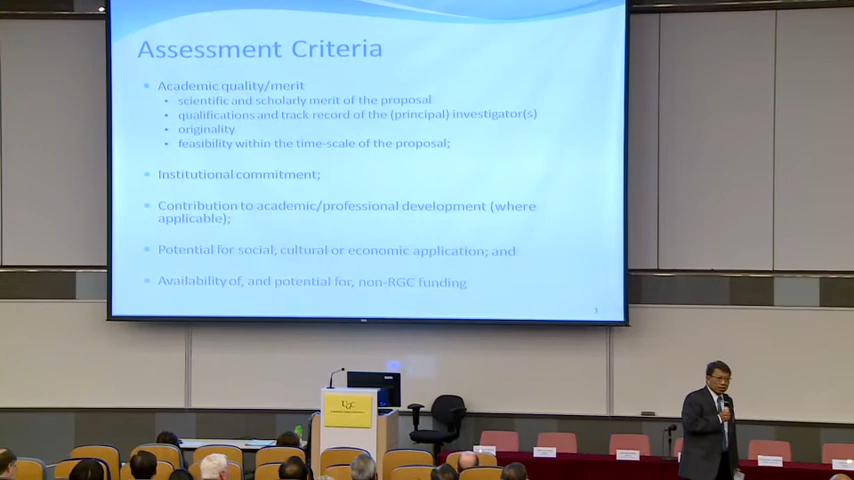 Assessment Criteria
Academic quality/merit
scientific and scholarly merit of the proposal
qualifications and track record of the (principal) investigator(s)
originality
feasibility within the time-scale of the proposal;
Institutional commitment;
Contribution to academic/professional development (where
applicable);
Potential for social, cultural or economic application; and
Availability of, and potential for, non-RGC funding
3
UGC